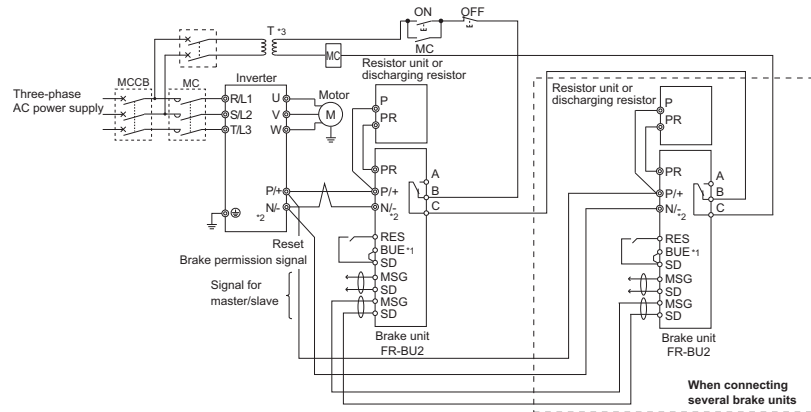 ON
OFF
T *3
MC
MC
Resistor unit or
discharging resistor
Three-phase
AC power supply
MCCB
MC
Inverter
R/L1
S/L2
T/L3
U
V
W
Motor
M
P/+
N/-
*2
P
PR
PR
P/+
N/-
*2
A
B
C
Reset
Brake permission signal
Signal for
master/slave
RES
BUE*1
SD
MSG
SD
MSG
SD
Brake unit
FR-BU2
Resistor unit or
discharging resistor
P
PR
PR
P/+
N/-
*2
A
B
C
RES
BUE*1
SD
MSG
SD
MSG
SD
Brake unit
FR-BU2
When connecting
several brake units